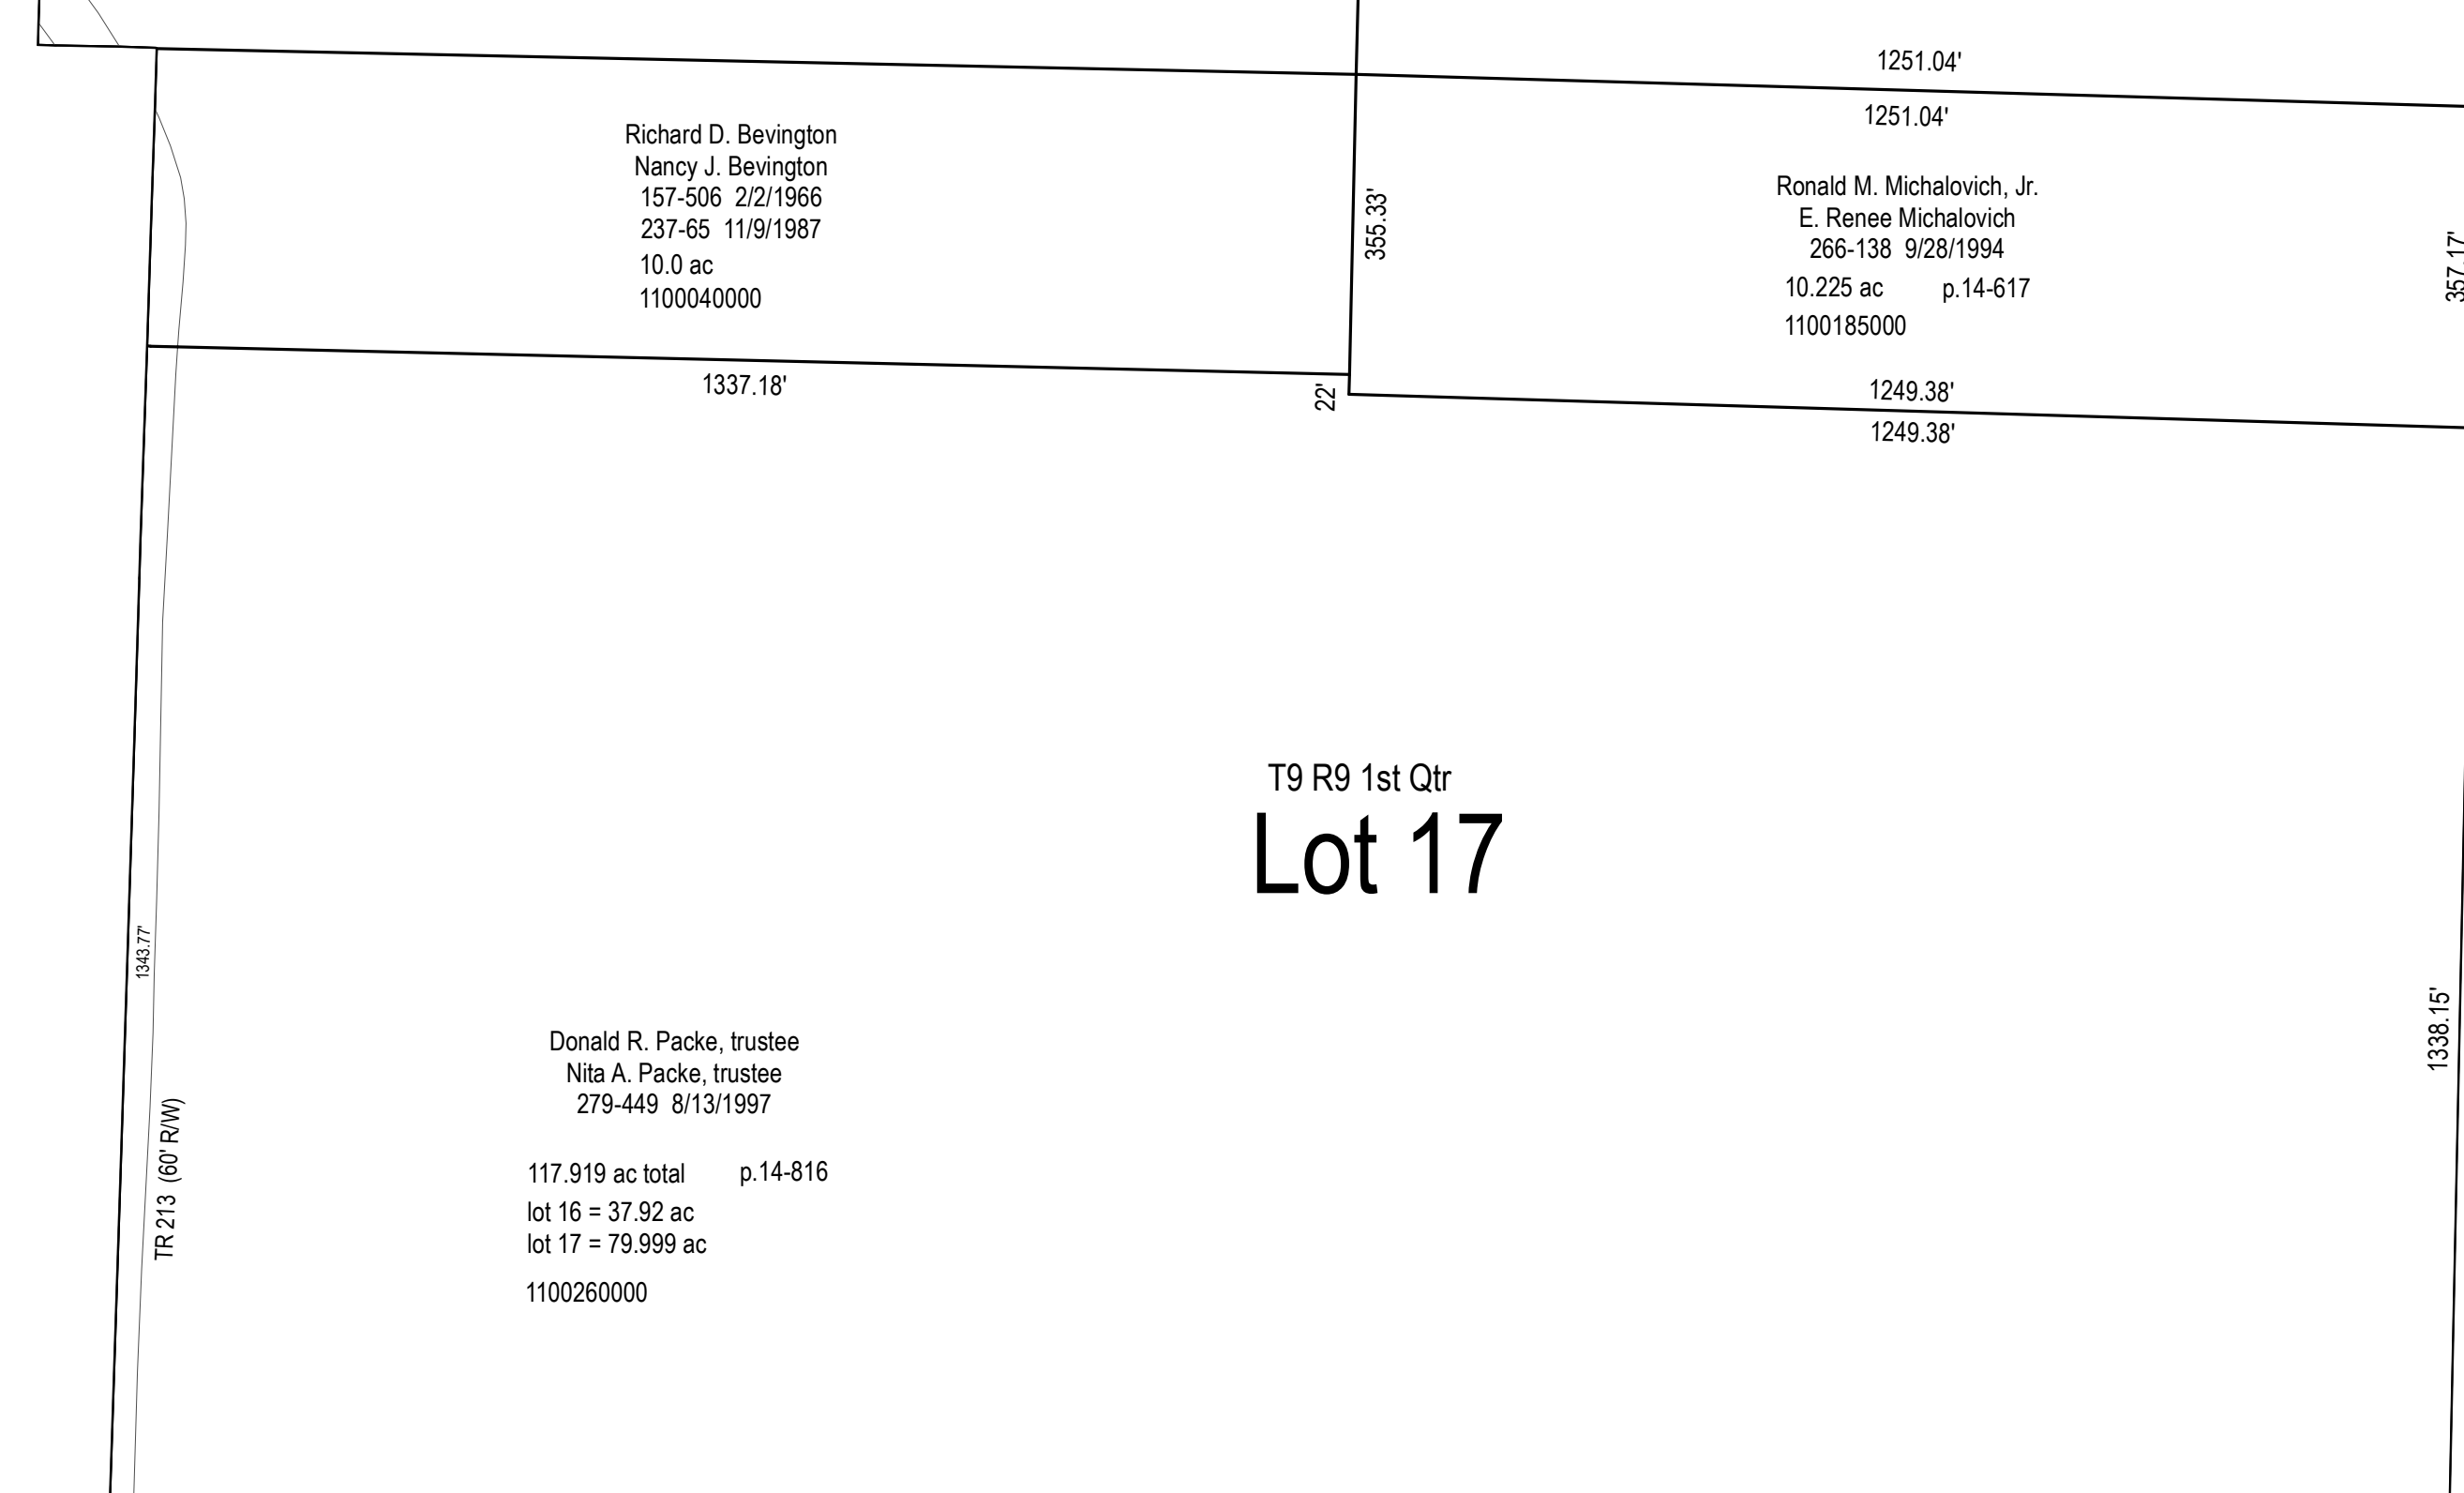 1251.04'
1251.04'
Richard D. Bevington
Nancy J. Bevington
157-506 2/2/1966
237-65 11/9/1987
10.0 ac
1100040000
355.33'
Ronald M. Michalovich, Jr.
E. Renee Michalovich
266-138 9/28/1994
10.225 ac p.14-617
1100185000
357.17'
1337.18'
22'
1249.38'
1249.38'
T9 R9 1st Qtr
Lot 17
1343.77'
1338.15'
Donald R. Packe, trustee
Nita A. Packe, trustee
279-449 8/13/1997
117.919 ac total p.14-816
lot 16 = 37.92 ac
lot 17 = 79.999 ac
1100260000
TR 213 (60' R/W)